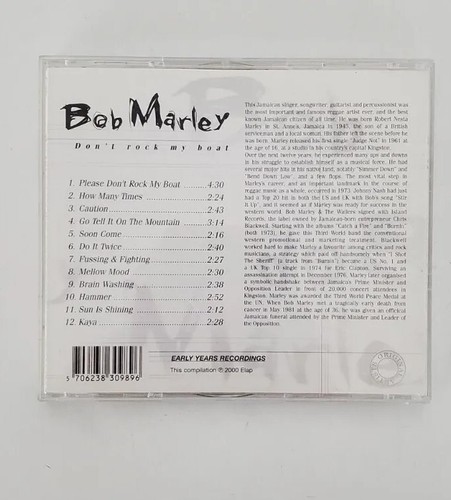 Bob Marley
Don't rock my boat
1. Please Don't Rock My Boat 4:30
2. How Many Times 2:24
3. Caution 2:43
4. Go Tell It On The Mountain 3:14
5. Soon Come 2:16
6. Do It Twice 2:40
7. Fussing & Fighting 2:27
8. Mellow Mood 2:30
9. Brain Washing 2:38
10. Hammer 2:52
11. Sun Is Shining 2:12
12. Kaya 2:28
This Jamaican singer, songwriter, guitarist and percussionist was the
most important and famous reggae artist ever, and the best
known Jamaican citizen of all time. He was born Robert Nesta
Marley in St. Anne's, Jamaica in 1945, the son of a British
serviceman and a local woman. His father left the scene before he
was born. Marley released his first single "Judge Not" in 1961 at
the age of 16, at a studio in his country's capital Kingston.
Over the next twelve years, he experienced many ups and downs
in his struggle to establish himself as a musical force. He had
several major hits in his native land, notably "Simmer Down" and
"Bend Down Low", and a few flops. The most vital step in
Marley's career, and an important landmark in the course of
reggae music as a whole, occurred in 1973. Johnny Nash had just
had a Top 20 hit in both the US and UK with Bob's song "Stir
It Up", and it seemed as if Marley was ready for success in the
western world. Bob Marley & The Wailers signed with Island
Records, the label owned by Jamaican-born entrepreneur Chris
Blackwell. Starting with the albums "Catch a Fire" and "Burnin'
(both 1973), he gave this Third World band the conventional
western promotional and marketing treatment. Blackwell
worked hard to make Marley a favourite among critics and rock
musicians, a strategy which paid off handsomely when "I Shot
The Sheriff" (a track from "Burnin'"), became a US No. 1 and
a UK Top 10 single in 1974 for Eric Clapton. Surviving an
assassination attempt in December 1976, Marley later organised
a symbolic handshake between Jamaica's Prime Minister and
Opposition Leader in front of 20,000 concert attendees in
Kingston. Marley was awarded the Third World Peace Medal at
the UN. When Bob Marley met a tragically early death from
cancer in May 1981 at the age of 36, he was given an official
Jamaican funeral attended by the Prime Minister and Leader of
the Opposition.
EARLY YEARS RECORDINGS
This compilation ℗ 2000 Elap
5 706238 309896
ORIGINAL